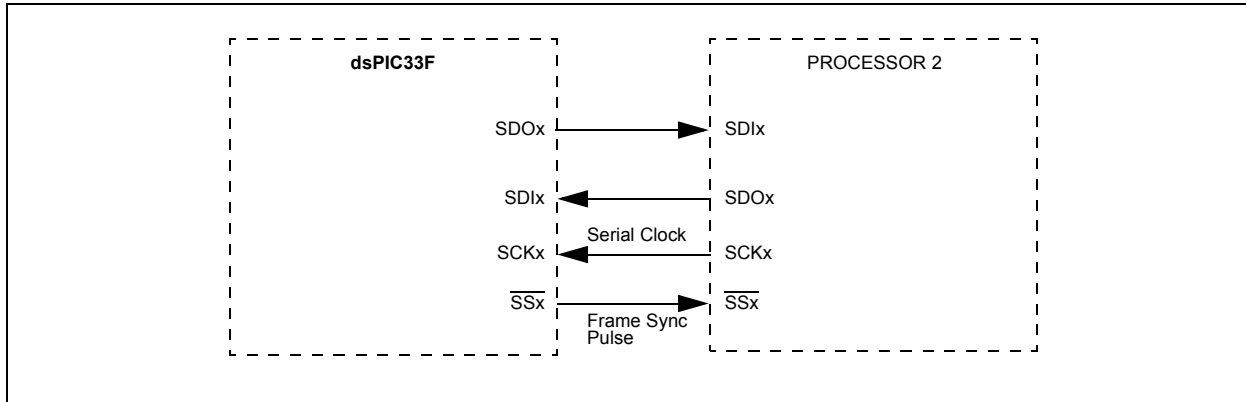 dsPIC33F PROCESSOR 2
SDOx SDIx
SDIx SDOx
Serial Clock
SCKx SCKx
SSx SSx
Frame Sync
Pulse